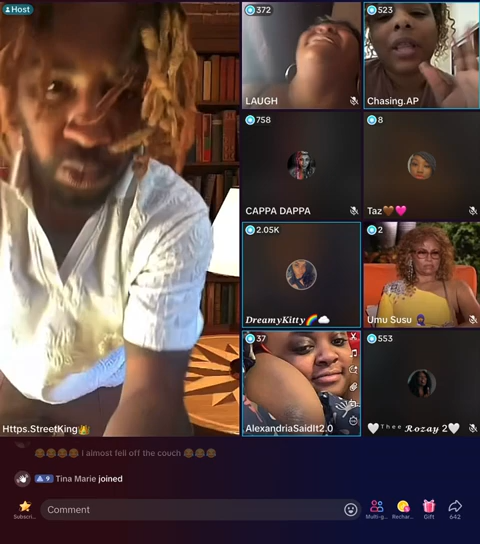 Host
Https.StreetKing👑
372
LAUGH
523
Chasing.AP
758
CAPPA DAPPA
8
Taz🤎🩷
2.05K
DreamyKitty🌈☁️
2
Umu Susu
37
AlexandriaSaidIt2.0
553
🤍ᵀʰᵉᵉ Rozay 2🤍
😂😂😂😂 i almost fell off the couch 😂😂😂
9 Tina Marie joined
Subscri...
Comment
Multi-g...
Rechar...
Gift
642